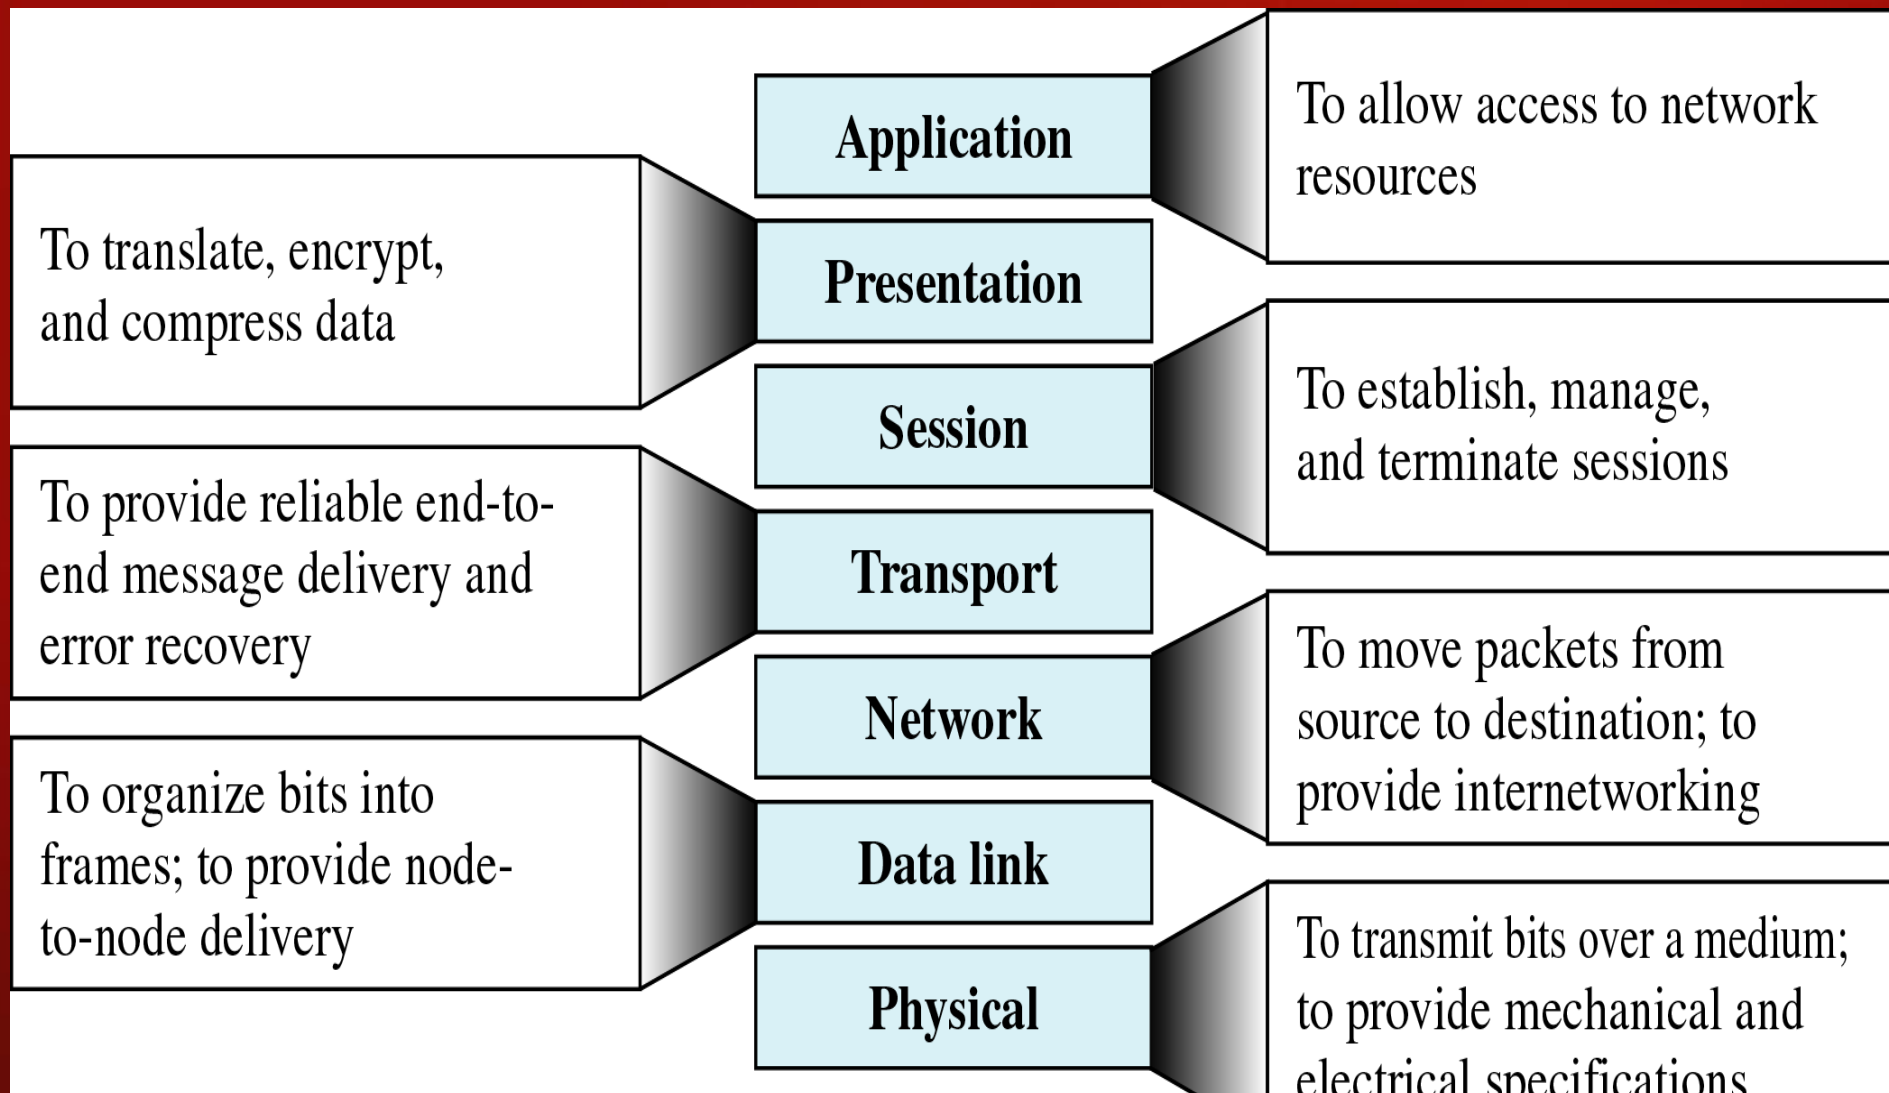 Application
To allow access to network
resources
Presentation
To translate, encrypt,
and compress data
Session
To establish, manage,
and terminate sessions
Transport
To provide reliable end-to-
end message delivery and
error recovery
Network
To move packets from
source to destination; to
provide internetworking
Data link
To organize bits into
frames; to provide node-
to-node delivery
Physical
To transmit bits over a medium;
to provide mechanical and
electrical specifications